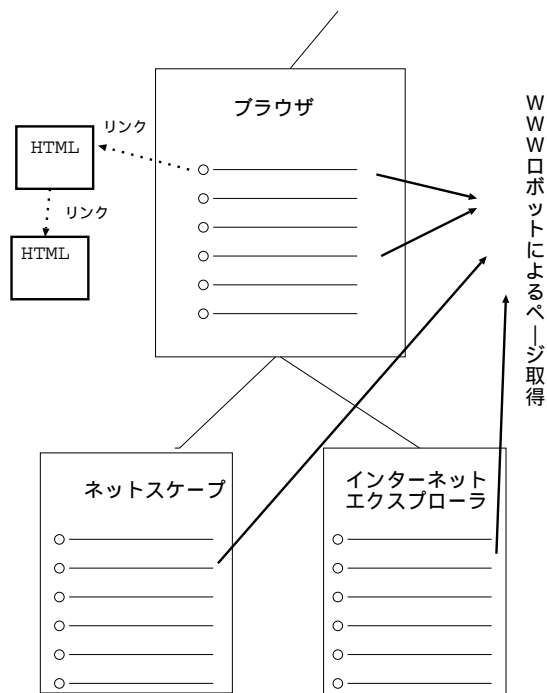 ブラウザ
リンク
HTML
リンク
HTML
WWWロボットによるページ取得
ネットスケープ
インターネット
エクスプローラ